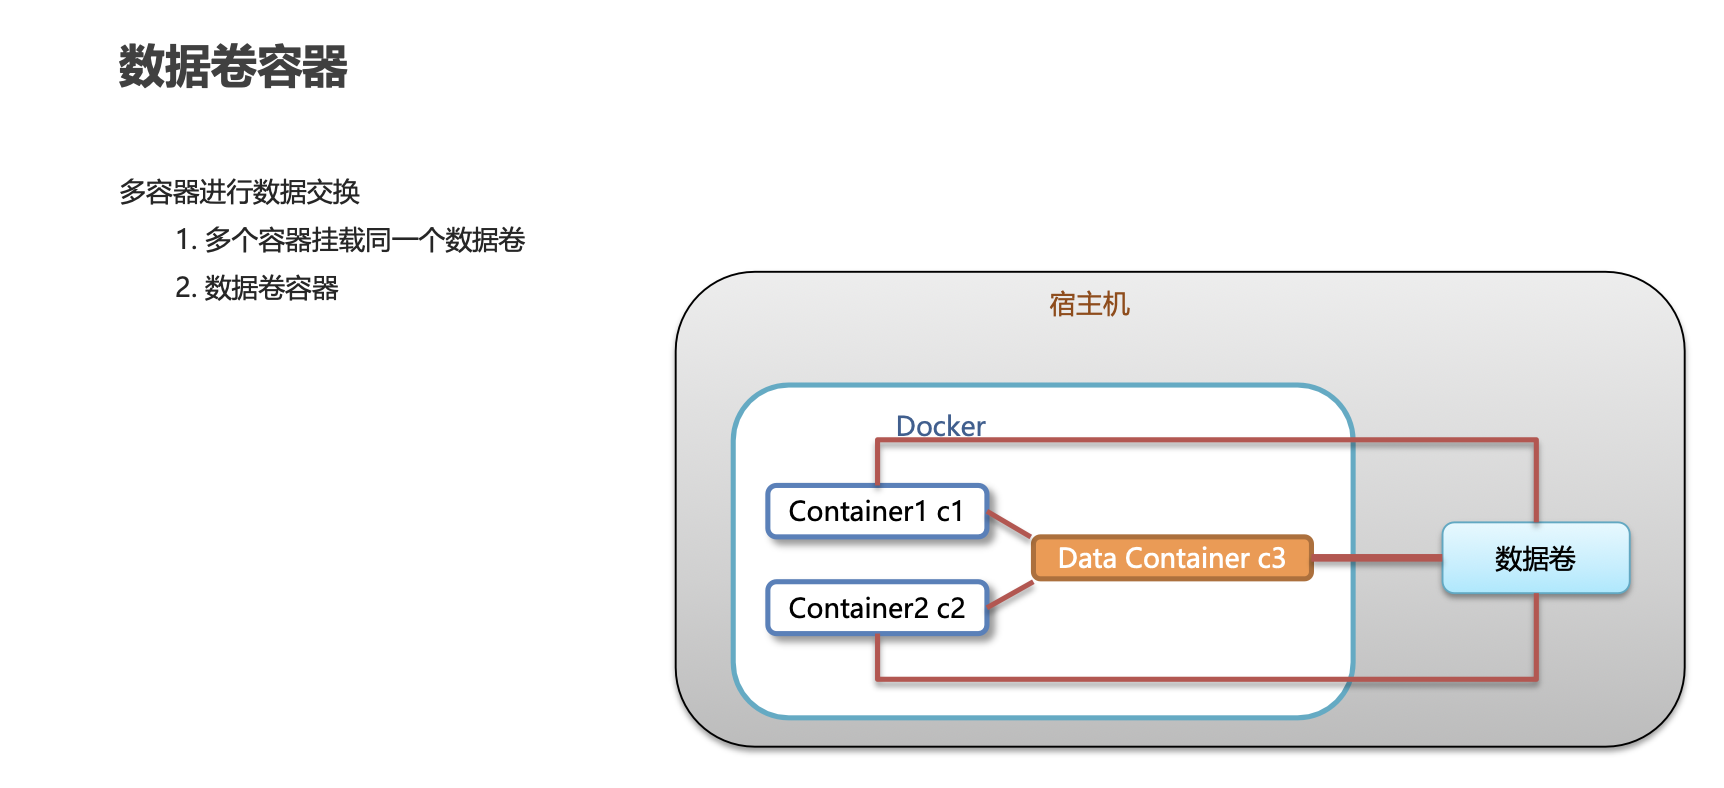 数据卷容器
多容器进行数据交换
1. 多个容器挂载同一个数据卷
2. 数据卷容器
宿主机
Docker
Container1 c1
Data Container c3
数据卷
Container2 c2